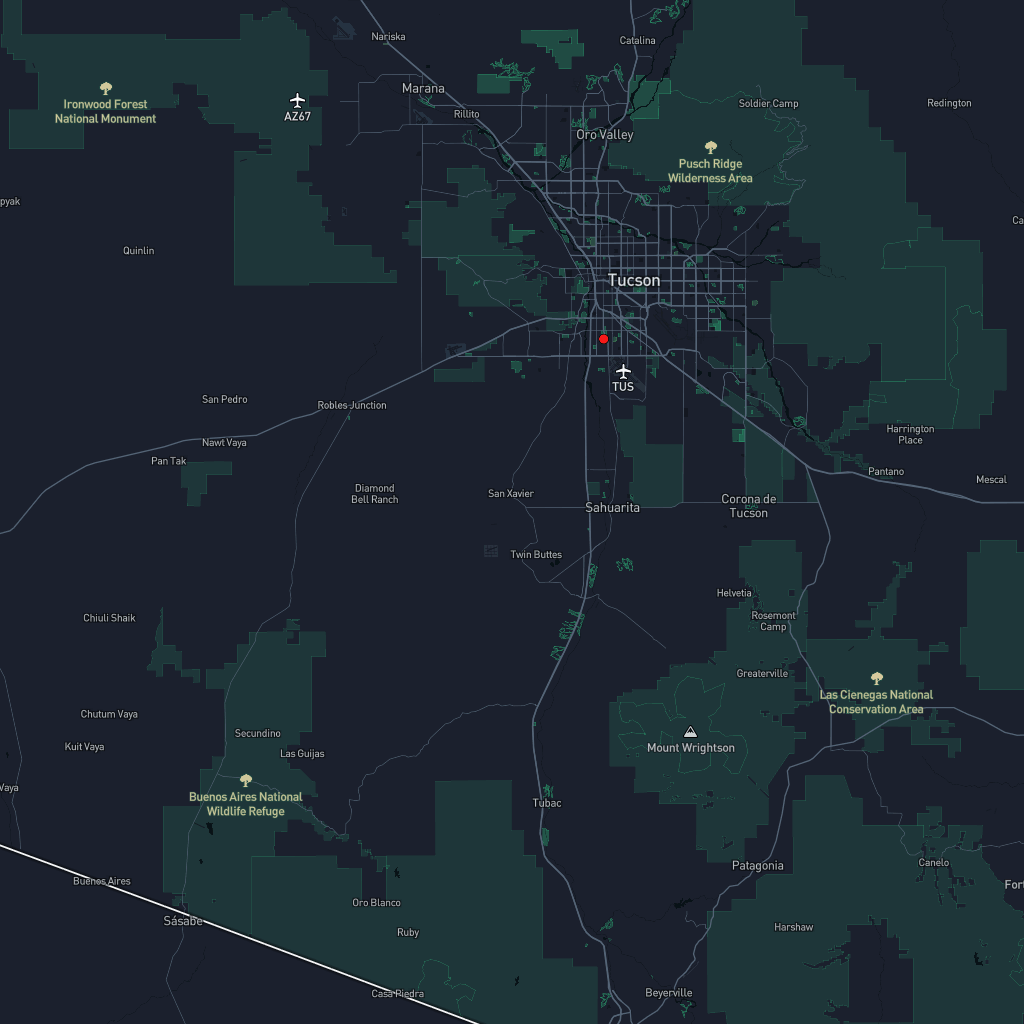 Nariska
Catalina
Marana
Ironwood Forest
National Monument
AZ67
Rillito
Soldier Camp
Redington
Oro Valley
Pusch Ridge
Wilderness Area
pyak
Ca
Quinlin
Tucson
TUS
San Pedro
Robles Junction
Nawt Vaya
Pan Tak
Harrington
Place
Pantano
Mescal
Diamond
Bell Ranch
San Xavier
Sahuarita
Corona de
Tucson
Twin Buttes
Helvetia
Rosemont
Camp
Chiuli Shaik
Greaterville
Las Cienegas National
Conservation Area
Chutum Vaya
Kuit Vaya
Secundino
Las Guijas
Mount Wrightson
Vaya
Buenos Aires National
Wildlife Refuge
Tubac
Patagonia
Canelo
Buenos Aires
Fort
Oro Blanco
Sásabe
Ruby
Harshaw
Casa Piedra
Beyerville